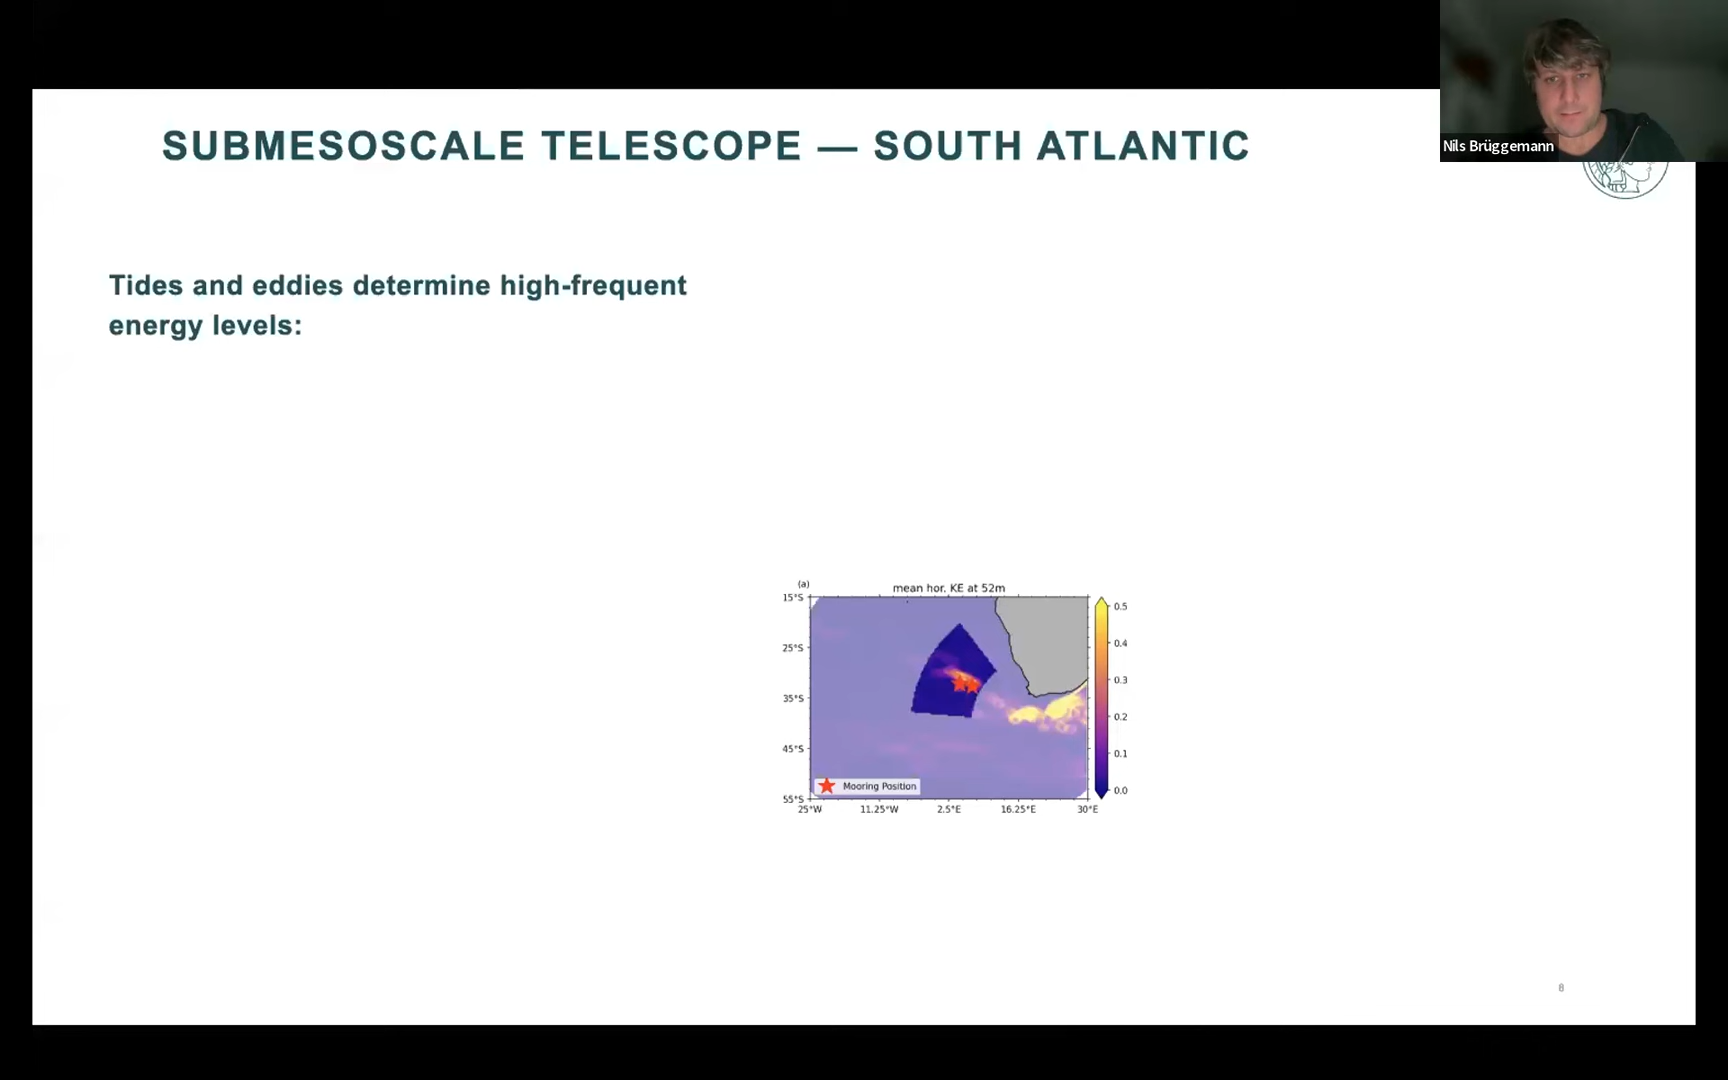 Nils Brüggemann
SUBMESOSCALE TELESCOPE — SOUTH ATLANTIC
Tides and eddies determine high-frequent
energy levels:
(a)
mean hor. KE at 52m
15°S
25°S
35°S
45°S
55°S
Mooring Position
25°W 11.25°W 2.5°E 16.25°E 30°E
0.5
0.4
0.3
0.2
0.1
0.0
8